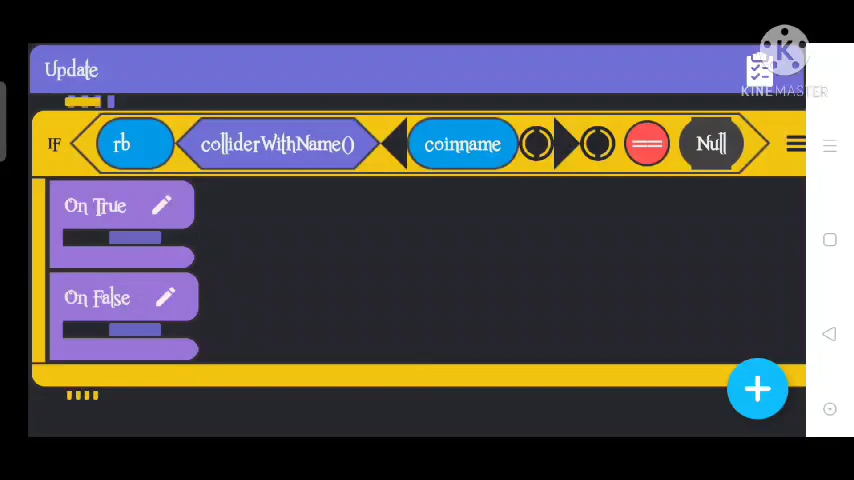 Update
KINEMASTER
IF rb colliderWithName() coinname == Null
On True
On False